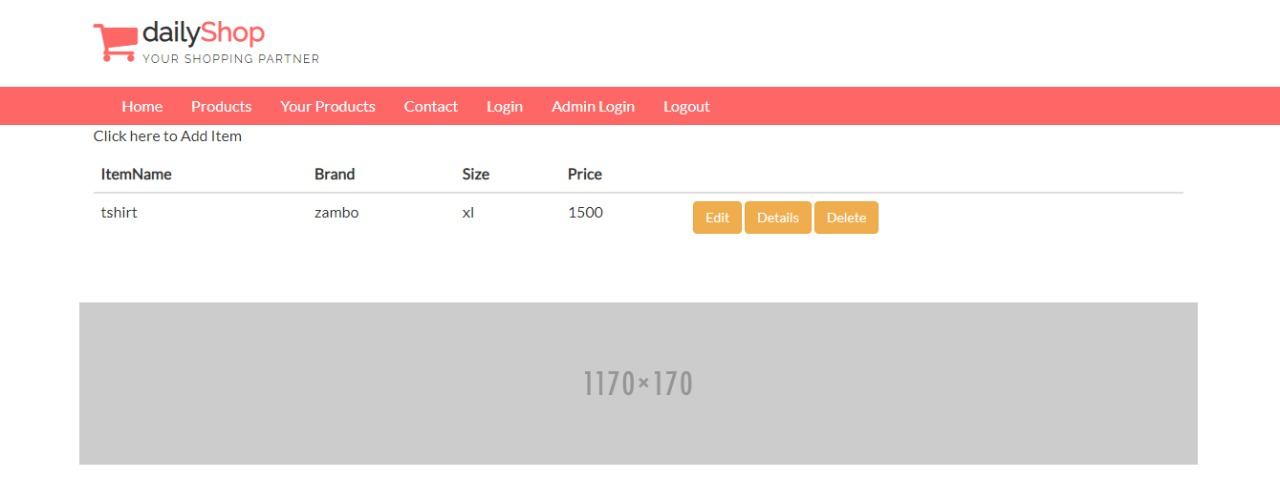 dailyShop
YOUR SHOPPING PARTNER
Home Products Your Products Contact Login Admin Login Logout
Click here to Add Item
ItemName Brand Size Price
tshirt zambo xl 1500 Edit Details Delete
1170×170